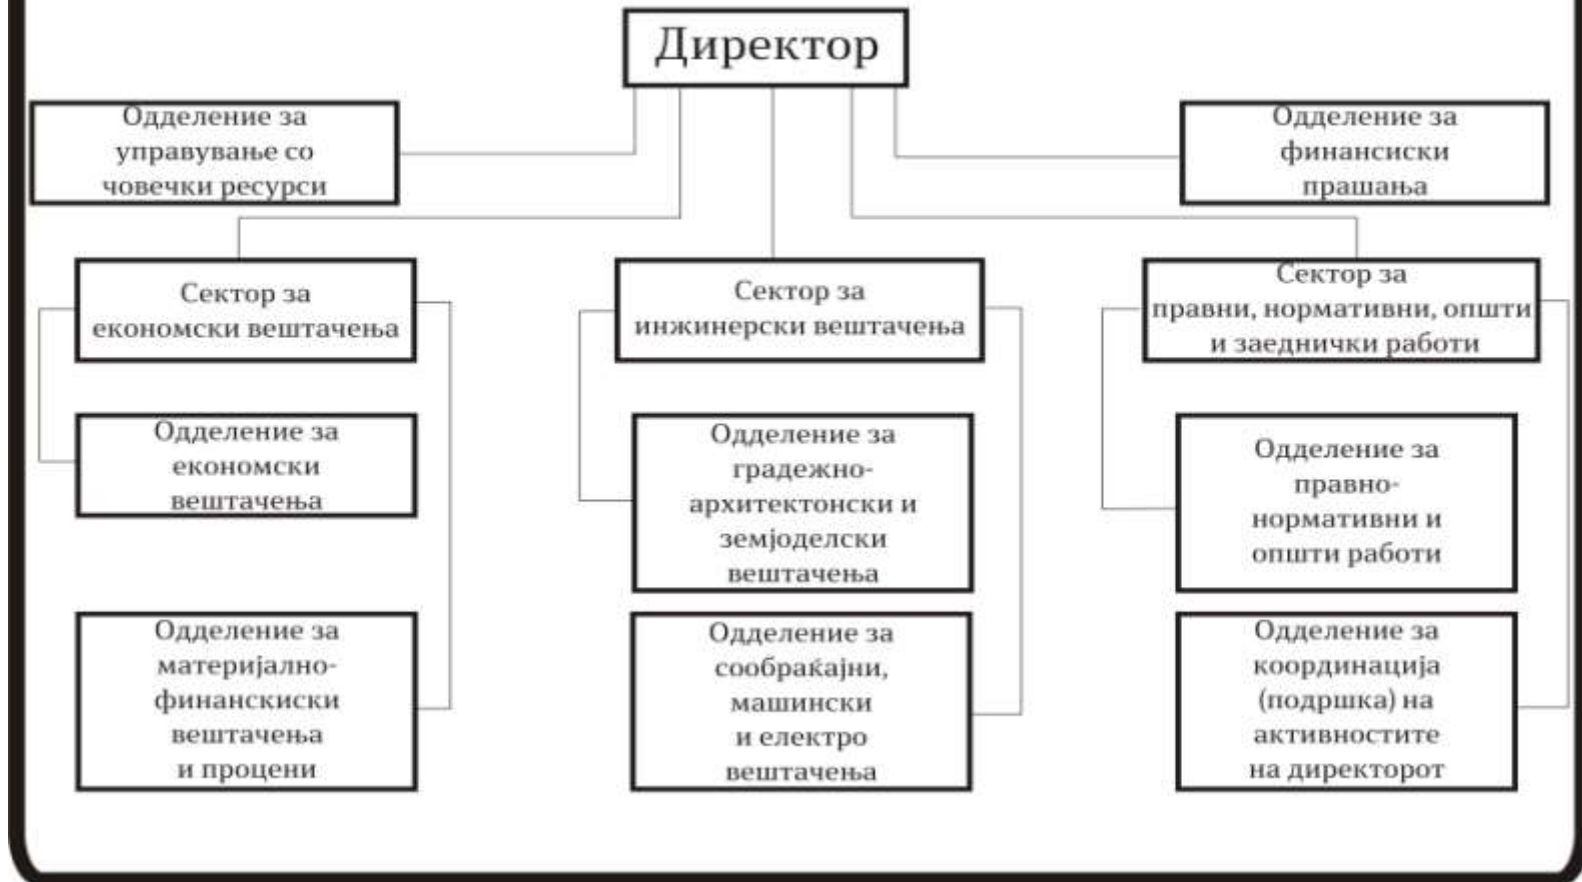 Директор
Одделение за
управување со
човечки ресурси
Одделение за
финансиски
прашања
Сектор за
економски вештачења
Сектор за
инжинерски вештачења
Сектор за
правни, нормативни, општи
и заеднички работи
Одделение за
економски
вештачења
Одделение за
градежно-
архитектонски и
земјоделски
вештачења
Одделение за
правно-
нормативни и
општи работи
Одделение за
материјално-
финанскиски
вештачења
и процени
Одделение за
сообраќајни,
машински
и електро
вештачења
Одделение за
координација
(подршка) на
активностите
на директорот